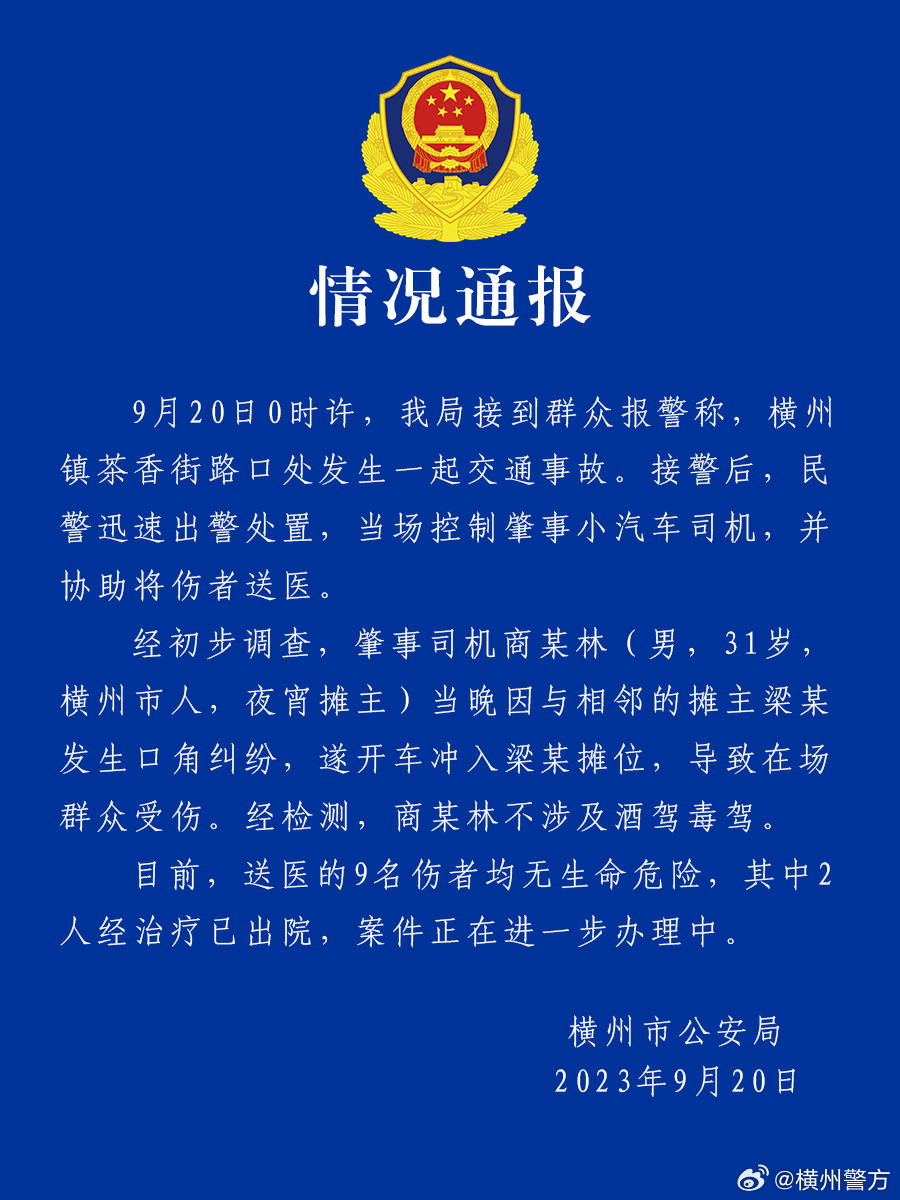 情况通报
9月20日0时许，我局接到群众报警称，横州
镇茶香街路口处发生一起交通事故。接警后，民
警迅速出警处置，当场控制肇事小汽车司机，并
协助将伤者送医。
经初步调查，肇事司机商某林（男，31岁，
横州市人，夜宵摊主）当晚因与相邻的摊主梁某
发生口角纠纷，遂开车冲入梁某摊位，导致在场
群众受伤。经检测，商某林不涉及酒驾毒驾。
目前，送医的9名伤者均无生命危险，其中2
人经治疗已出院，案件正在进一步办理中。
横州市公安局
2023年9月20日
@横州警方